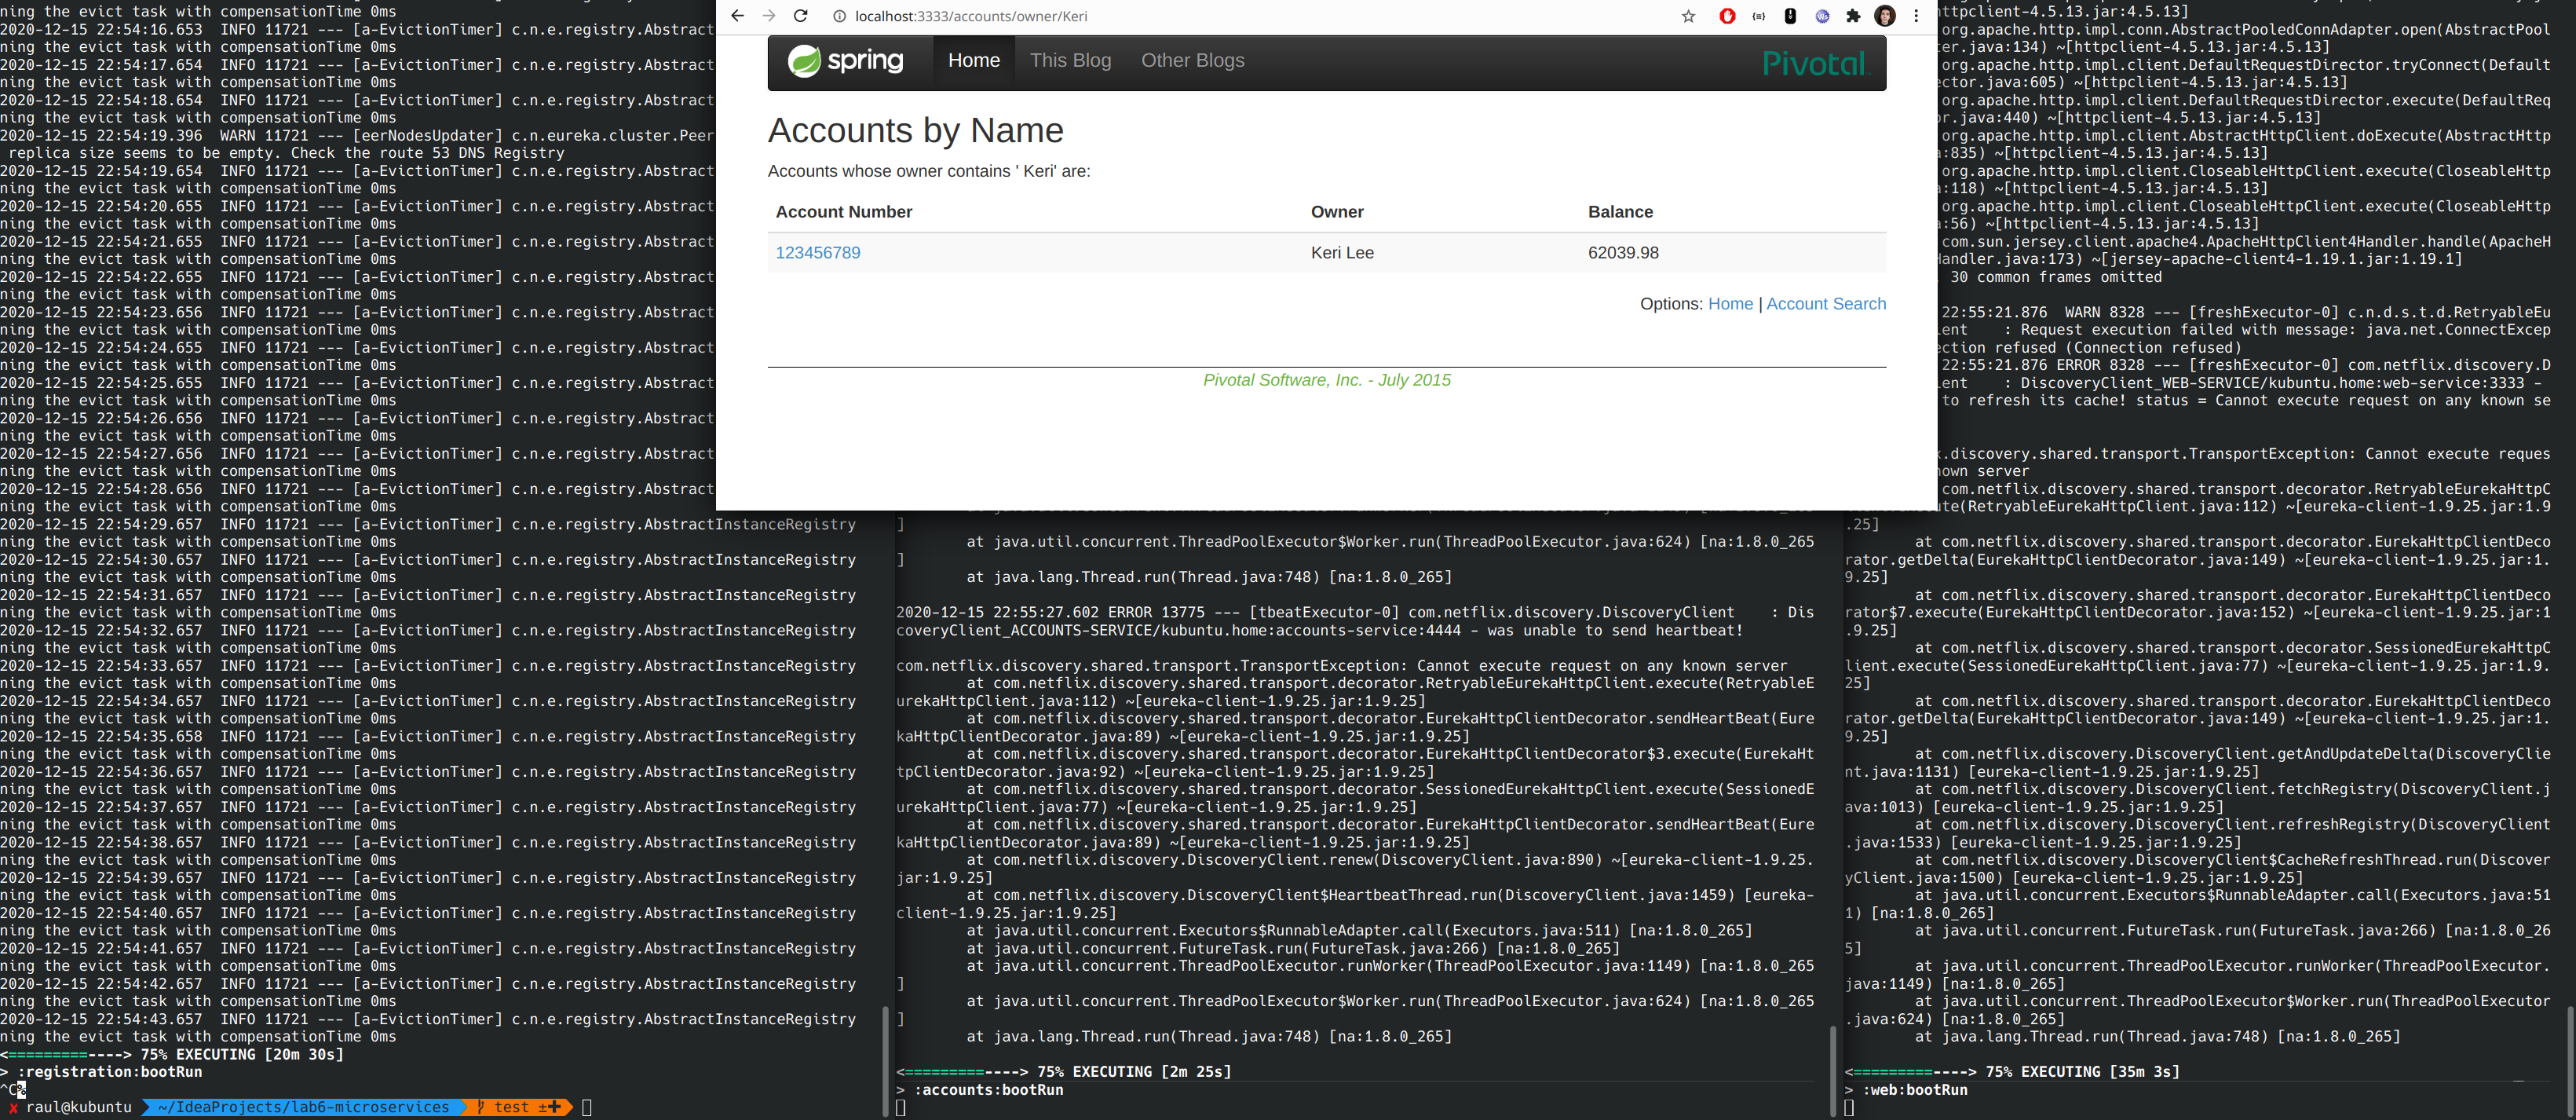 ning the evict task with compensationTime 0ms
2020-12-15 22:54:16.653  INFO 11721 --- [a-EvictionTimer] c.n.e.registry.Abstract
ning the evict task with compensationTime 0ms
2020-12-15 22:54:17.654  INFO 11721 --- [a-EvictionTimer] c.n.e.registry.Abstract
ning the evict task with compensationTime 0ms
2020-12-15 22:54:18.654  INFO 11721 --- [a-EvictionTimer] c.n.e.registry.Abstract
ning the evict task with compensationTime 0ms
2020-12-15 22:54:19.396  WARN 11721 --- [eerNodesUpdater] c.n.eureka.cluster.Peer
 replica size seems to be empty. Check the route 53 DNS Registry
2020-12-15 22:54:19.654  INFO 11721 --- [a-EvictionTimer] c.n.e.registry.Abstract
ning the evict task with compensationTime 0ms
2020-12-15 22:54:20.655  INFO 11721 --- [a-EvictionTimer] c.n.e.registry.Abstract
ning the evict task with compensationTime 0ms
2020-12-15 22:54:21.655  INFO 11721 --- [a-EvictionTimer] c.n.e.registry.Abstract
ning the evict task with compensationTime 0ms
2020-12-15 22:54:22.655  INFO 11721 --- [a-EvictionTimer] c.n.e.registry.Abstract
ning the evict task with compensationTime 0ms
2020-12-15 22:54:23.656  INFO 11721 --- [a-EvictionTimer] c.n.e.registry.Abstract
ning the evict task with compensationTime 0ms
2020-12-15 22:54:24.655  INFO 11721 --- [a-EvictionTimer] c.n.e.registry.Abstract
ning the evict task with compensationTime 0ms
2020-12-15 22:54:25.655  INFO 11721 --- [a-EvictionTimer] c.n.e.registry.Abstract
ning the evict task with compensationTime 0ms
2020-12-15 22:54:26.656  INFO 11721 --- [a-EvictionTimer] c.n.e.registry.Abstract
ning the evict task with compensationTime 0ms
2020-12-15 22:54:27.656  INFO 11721 --- [a-EvictionTimer] c.n.e.registry.Abstract
ning the evict task with compensationTime 0ms
2020-12-15 22:54:28.656  INFO 11721 --- [a-EvictionTimer] c.n.e.registry.Abstract
ning the evict task with compensationTime 0ms
2020-12-15 22:54:29.657  INFO 11721 --- [a-EvictionTimer] c.n.e.registry.AbstractInstanceRegistry
ning the evict task with compensationTime 0ms
2020-12-15 22:54:30.657  INFO 11721 --- [a-EvictionTimer] c.n.e.registry.AbstractInstanceRegistry
ning the evict task with compensationTime 0ms
2020-12-15 22:54:31.657  INFO 11721 --- [a-EvictionTimer] c.n.e.registry.AbstractInstanceRegistry
ning the evict task with compensationTime 0ms
2020-12-15 22:54:32.657  INFO 11721 --- [a-EvictionTimer] c.n.e.registry.AbstractInstanceRegistry
ning the evict task with compensationTime 0ms
2020-12-15 22:54:33.657  INFO 11721 --- [a-EvictionTimer] c.n.e.registry.AbstractInstanceRegistry
ning the evict task with compensationTime 0ms
2020-12-15 22:54:34.657  INFO 11721 --- [a-EvictionTimer] c.n.e.registry.AbstractInstanceRegistry
ning the evict task with compensationTime 0ms
2020-12-15 22:54:35.658  INFO 11721 --- [a-EvictionTimer] c.n.e.registry.AbstractInstanceRegistry
ning the evict task with compensationTime 0ms
2020-12-15 22:54:36.657  INFO 11721 --- [a-EvictionTimer] c.n.e.registry.AbstractInstanceRegistry
ning the evict task with compensationTime 0ms
2020-12-15 22:54:37.657  INFO 11721 --- [a-EvictionTimer] c.n.e.registry.AbstractInstanceRegistry
ning the evict task with compensationTime 0ms
2020-12-15 22:54:38.657  INFO 11721 --- [a-EvictionTimer] c.n.e.registry.AbstractInstanceRegistry
ning the evict task with compensationTime 0ms
2020-12-15 22:54:39.657  INFO 11721 --- [a-EvictionTimer] c.n.e.registry.AbstractInstanceRegistry
ning the evict task with compensationTime 0ms
2020-12-15 22:54:40.657  INFO 11721 --- [a-EvictionTimer] c.n.e.registry.AbstractInstanceRegistry
ning the evict task with compensationTime 0ms
2020-12-15 22:54:41.657  INFO 11721 --- [a-EvictionTimer] c.n.e.registry.AbstractInstanceRegistry
ning the evict task with compensationTime 0ms
2020-12-15 22:54:42.657  INFO 11721 --- [a-EvictionTimer] c.n.e.registry.AbstractInstanceRegistry
ning the evict task with compensationTime 0ms
2020-12-15 22:54:43.657  INFO 11721 --- [a-EvictionTimer] c.n.e.registry.AbstractInstanceRegistry
ning the evict task with compensationTime 0ms
<=========----> 75% EXECUTING [20m 30s]
> :registration:bootRun
^C%
✘ raul@kubuntu ~/IdeaProjects/lab6-microservices test ±✚
localhost:3333/accounts/owner/Keri
spring Home This Blog Other Blogs Pivotal
Accounts by Name
Accounts whose owner contains ' Keri' are:
Account Number Owner Balance
123456789 Keri Lee 62039.98
Options: Home | Account Search
Pivotal Software, Inc. - July 2015
]
at java.util.concurrent.ThreadPoolExecutor$Worker.run(ThreadPoolExecutor.java:624) [na:1.8.0_265
]
at java.lang.Thread.run(Thread.java:748) [na:1.8.0_265]
2020-12-15 22:55:27.602 ERROR 13775 --- [tbeatExecutor-0] com.netflix.discovery.DiscoveryClient    : Dis
coveryClient_ACCOUNTS-SERVICE/kubuntu.home:accounts-service:4444 - was unable to send heartbeat!
com.netflix.discovery.shared.transport.TransportException: Cannot execute request on any known server
at com.netflix.discovery.shared.transport.decorator.RetryableEurekaHttpClient.execute(RetryableE
urekaHttpClient.java:112) ~[eureka-client-1.9.25.jar:1.9.25]
at com.netflix.discovery.shared.transport.decorator.EurekaHttpClientDecorator.sendHeartBeat(Eure
kaHttpClientDecorator.java:89) ~[eureka-client-1.9.25.jar:1.9.25]
at com.netflix.discovery.shared.transport.decorator.EurekaHttpClientDecorator$3.execute(EurekaHt
tpClientDecorator.java:92) ~[eureka-client-1.9.25.jar:1.9.25]
at com.netflix.discovery.shared.transport.decorator.SessionedEurekaHttpClient.execute(SessionedE
urekaHttpClient.java:77) ~[eureka-client-1.9.25.jar:1.9.25]
at com.netflix.discovery.shared.transport.decorator.EurekaHttpClientDecorator.sendHeartBeat(Eure
kaHttpClientDecorator.java:89) ~[eureka-client-1.9.25.jar:1.9.25]
at com.netflix.discovery.DiscoveryClient.renew(DiscoveryClient.java:890) ~[eureka-client-1.9.25.
jar:1.9.25]
at com.netflix.discovery.DiscoveryClient$HeartbeatThread.run(DiscoveryClient.java:1459) [eureka-
client-1.9.25.jar:1.9.25]
at java.util.concurrent.Executors$RunnableAdapter.call(Executors.java:511) [na:1.8.0_265]
at java.util.concurrent.FutureTask.run(FutureTask.java:266) [na:1.8.0_265]
at java.util.concurrent.ThreadPoolExecutor.runWorker(ThreadPoolExecutor.java:1149) [na:1.8.0_265
]
at java.util.concurrent.ThreadPoolExecutor$Worker.run(ThreadPoolExecutor.java:624) [na:1.8.0_265
]
at java.lang.Thread.run(Thread.java:748) [na:1.8.0_265]
<=========----> 75% EXECUTING [2m 25s]
> :accounts:bootRun
ttpclient-4.5.13.jar:4.5.13]
org.apache.http.impl.conn.AbstractPooledConnAdapter.open(AbstractPool
er.java:134) ~[httpclient-4.5.13.jar:4.5.13]
org.apache.http.impl.client.DefaultRequestDirector.tryConnect(Default
ctor.java:605) ~[httpclient-4.5.13.jar:4.5.13]
org.apache.http.impl.client.DefaultRequestDirector.execute(DefaultReq
or.java:440) ~[httpclient-4.5.13.jar:4.5.13]
org.apache.http.impl.client.AbstractHttpClient.doExecute(AbstractHttp
a:835) ~[httpclient-4.5.13.jar:4.5.13]
org.apache.http.impl.client.CloseableHttpClient.execute(CloseableHttp
a:118) ~[httpclient-4.5.13.jar:4.5.13]
org.apache.http.impl.client.CloseableHttpClient.execute(CloseableHttp
a:56) ~[httpclient-4.5.13.jar:4.5.13]
com.sun.jersey.client.apache4.ApacheHttpClient4Handler.handle(ApacheH
Handler.java:173) ~[jersey-apache-client4-1.19.1.jar:1.19.1]
30 common frames omitted
22:55:21.876  WARN 8328 --- [freshExecutor-0] c.n.d.s.t.d.RetryableEu
ent    : Request execution failed with message: java.net.ConnectExcep
ction refused (Connection refused)
22:55:21.876 ERROR 8328 --- [freshExecutor-0] com.netflix.discovery.D
ent    : DiscoveryClient_WEB-SERVICE/kubuntu.home:web-service:3333 -
to refresh its cache! status = Cannot execute request on any known se
x.discovery.shared.transport.TransportException: Cannot execute reques
own server
com.netflix.discovery.shared.transport.decorator.RetryableEurekaHttpC
ute(RetryableEurekaHttpClient.java:112) ~[eureka-client-1.9.25.jar:1.9
.25]
at com.netflix.discovery.shared.transport.decorator.EurekaHttpClientDeco
rator.getDelta(EurekaHttpClientDecorator.java:149) ~[eureka-client-1.9.25.jar:1.
9.25]
at com.netflix.discovery.shared.transport.decorator.EurekaHttpClientDeco
rator$7.execute(EurekaHttpClientDecorator.java:152) ~[eureka-client-1.9.25.jar:1
.9.25]
at com.netflix.discovery.shared.transport.decorator.SessionedEurekaHttpC
lient.execute(SessionedEurekaHttpClient.java:77) ~[eureka-client-1.9.25.jar:1.9.
25]
at com.netflix.discovery.shared.transport.decorator.EurekaHttpClientDeco
rator.getDelta(EurekaHttpClientDecorator.java:149) ~[eureka-client-1.9.25.jar:1.
9.25]
at com.netflix.discovery.DiscoveryClient.getAndUpdateDelta(DiscoveryClie
nt.java:1131) [eureka-client-1.9.25.jar:1.9.25]
at com.netflix.discovery.DiscoveryClient.fetchRegistry(DiscoveryClient.j
ava:1013) [eureka-client-1.9.25.jar:1.9.25]
at com.netflix.discovery.DiscoveryClient.refreshRegistry(DiscoveryClient
.java:1533) [eureka-client-1.9.25.jar:1.9.25]
at com.netflix.discovery.DiscoveryClient$CacheRefreshThread.run(Discover
yClient.java:1500) [eureka-client-1.9.25.jar:1.9.25]
at java.util.concurrent.Executors$RunnableAdapter.call(Executors.java:51
1) [na:1.8.0_265]
at java.util.concurrent.FutureTask.run(FutureTask.java:266) [na:1.8.0_26
5]
at java.util.concurrent.ThreadPoolExecutor.runWorker(ThreadPoolExecutor.
java:1149) [na:1.8.0_265]
at java.util.concurrent.ThreadPoolExecutor$Worker.run(ThreadPoolExecutor
.java:624) [na:1.8.0_265]
at java.lang.Thread.run(Thread.java:748) [na:1.8.0_265]
<=========----> 75% EXECUTING [35m 3s]
> :web:bootRun